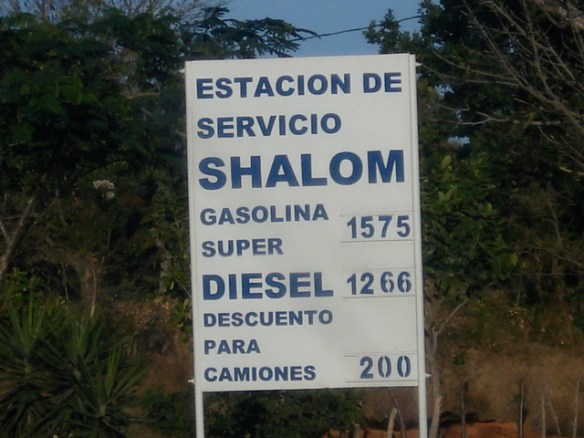 ESTACION DE
SERVICIO
SHALOM
GASOLINA
SUPER 1575
DIESEL 1266
DESCUENTO
PARA
CAMIONES 200